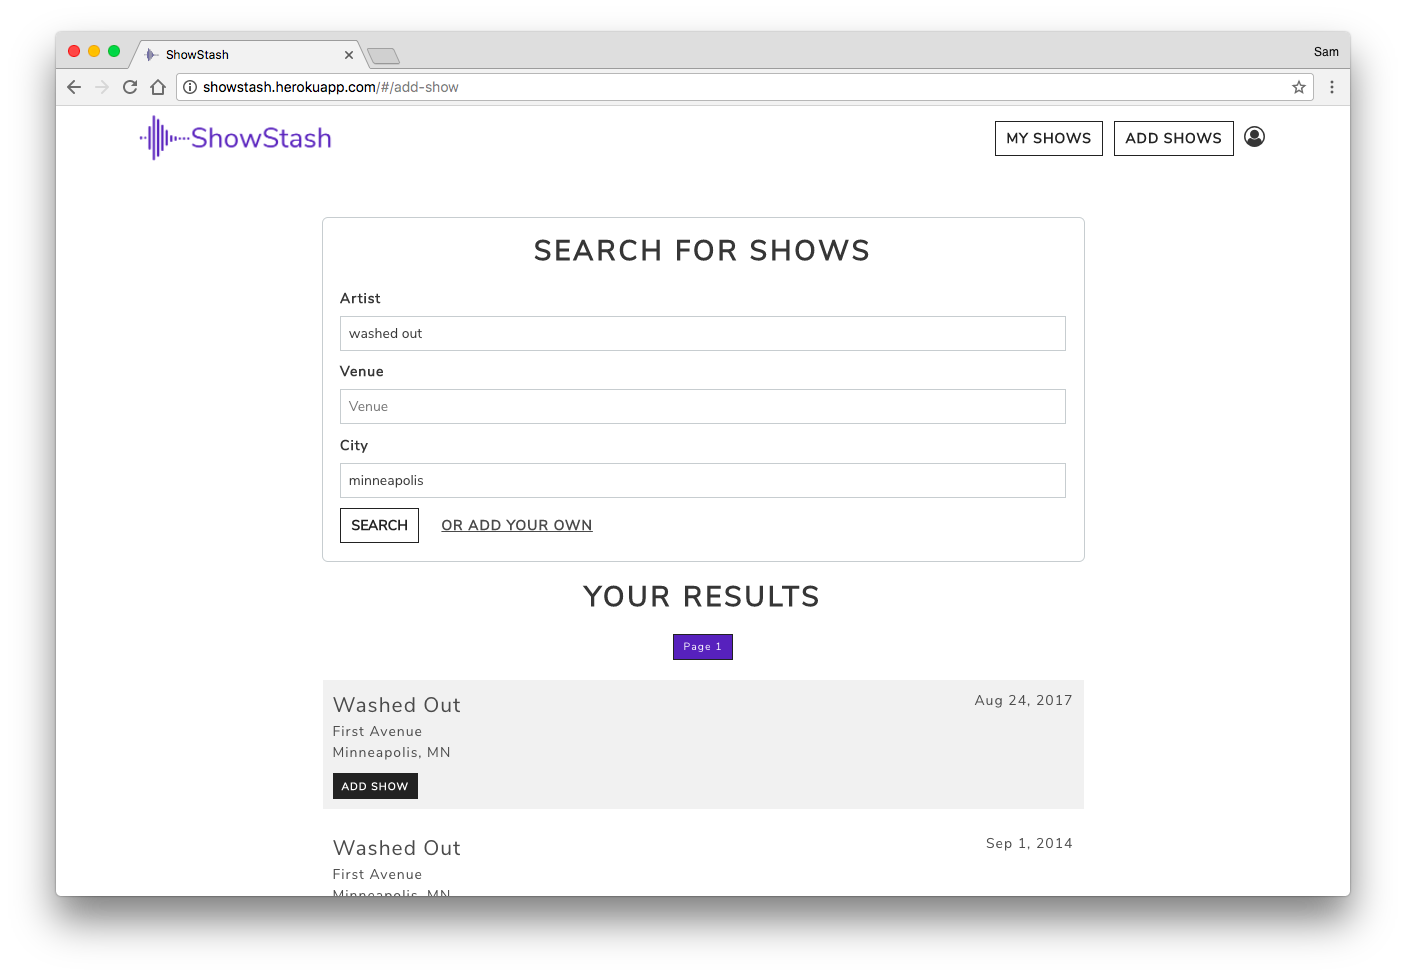 ShowStash
Sam
showstash.herokuapp.com/#/add-show
ShowStash
MY SHOWS
ADD SHOWS
SEARCH FOR SHOWS
Artist
washed out
Venue
Venue
City
minneapolis
SEARCH
OR ADD YOUR OWN
YOUR RESULTS
Page 1
Washed Out
Aug 24, 2017
First Avenue
Minneapolis, MN
ADD SHOW
Washed Out
Sep 1, 2014
First Avenue
Minneapolis, MN